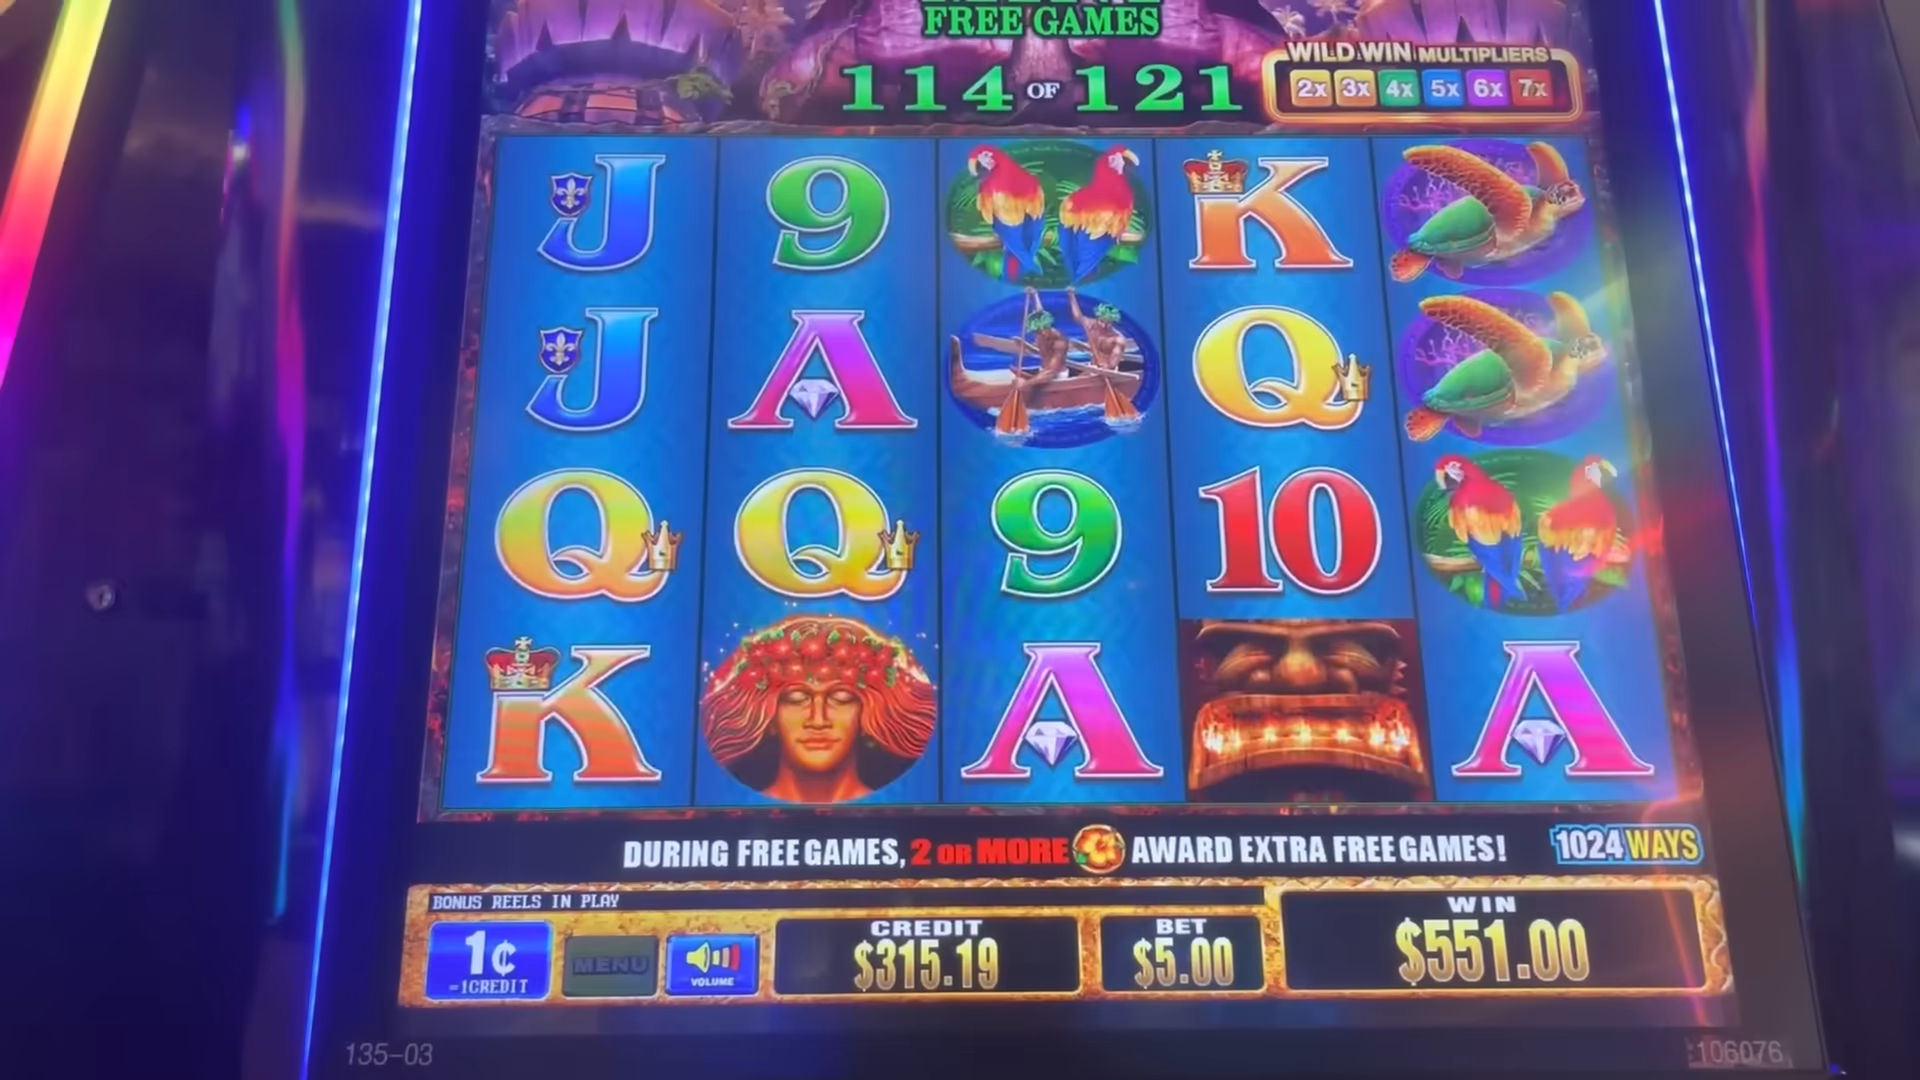 FREE GAMES
114 OF 121
WILD WIN MULTIPLIERS
2x 3x 4x 5x 6x 7x
J 9 K
J A Q
Q Q 9 10
K A A
DURING FREE GAMES, 2 OR MORE AWARD EXTRA FREE GAMES!
1024 WAYS
BONUS REELS IN PLAY
1¢
=1CREDIT
MENU
VOLUME
CREDIT
$315.19
BET
$5.00
WIN
$551.00
135-03
106076